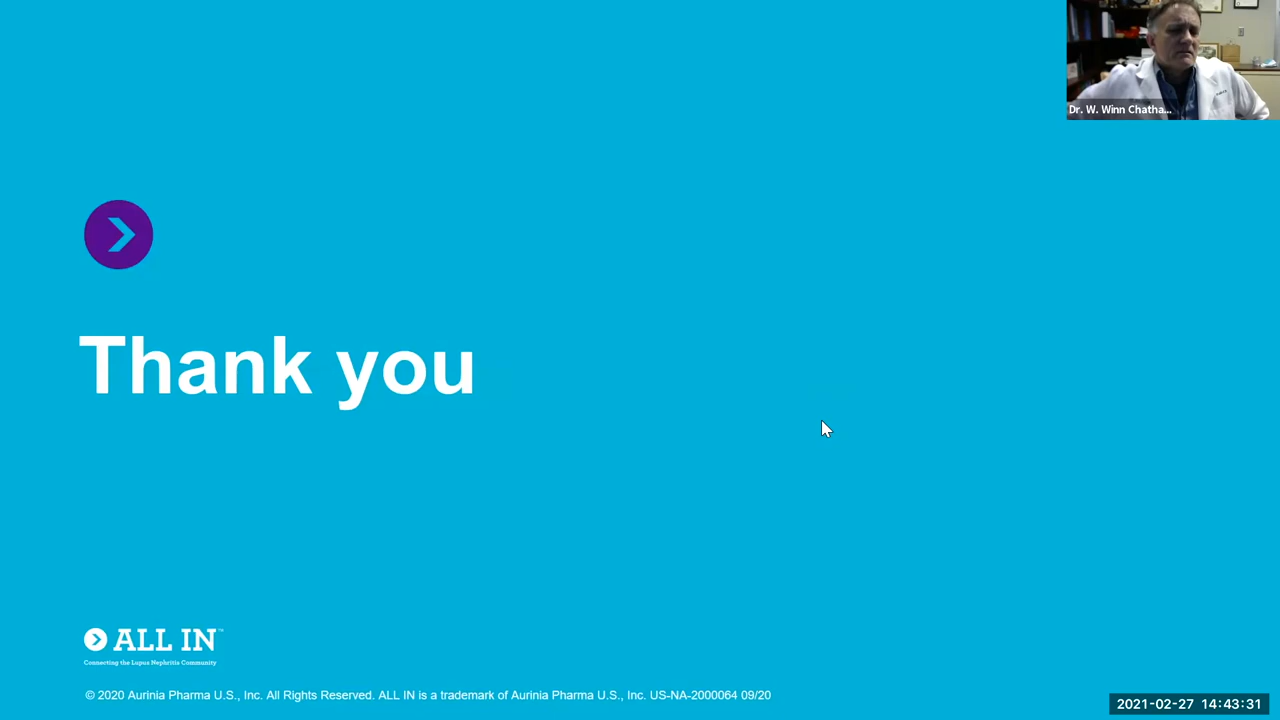 Dr. W. Winn Chatha...
Thank you
ALL IN™
Connecting the Lupus Nephritis Community
© 2020 Aurinia Pharma U.S., Inc. All Rights Reserved. ALL IN is a trademark of Aurinia Pharma U.S., Inc. US-NA-2000064 09/20
2021-02-27 14:43:31